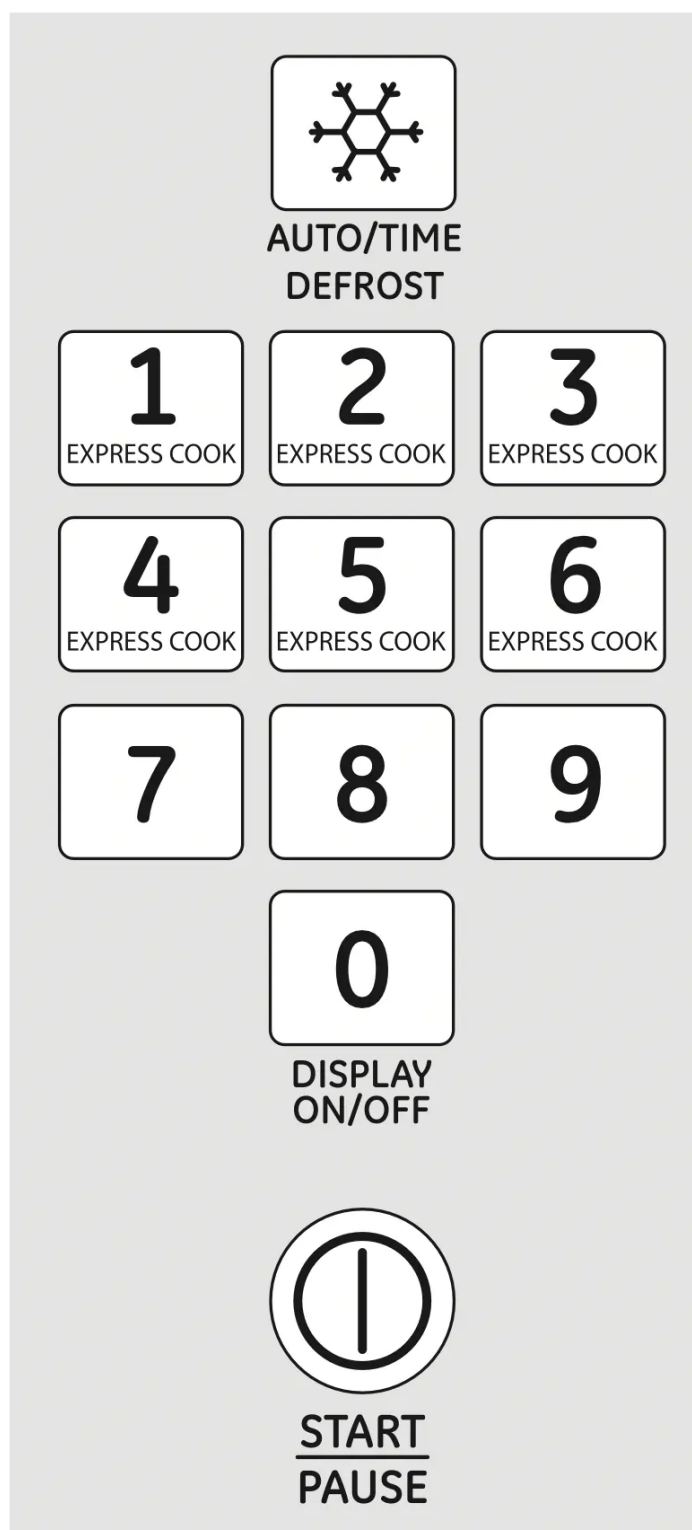 AUTO/TIME
DEFROST
1 2 3
EXPRESS COOK EXPRESS COOK EXPRESS COOK
4 5 6
EXPRESS COOK EXPRESS COOK EXPRESS COOK
7 8 9
0
DISPLAY
ON/OFF
START
PAUSE